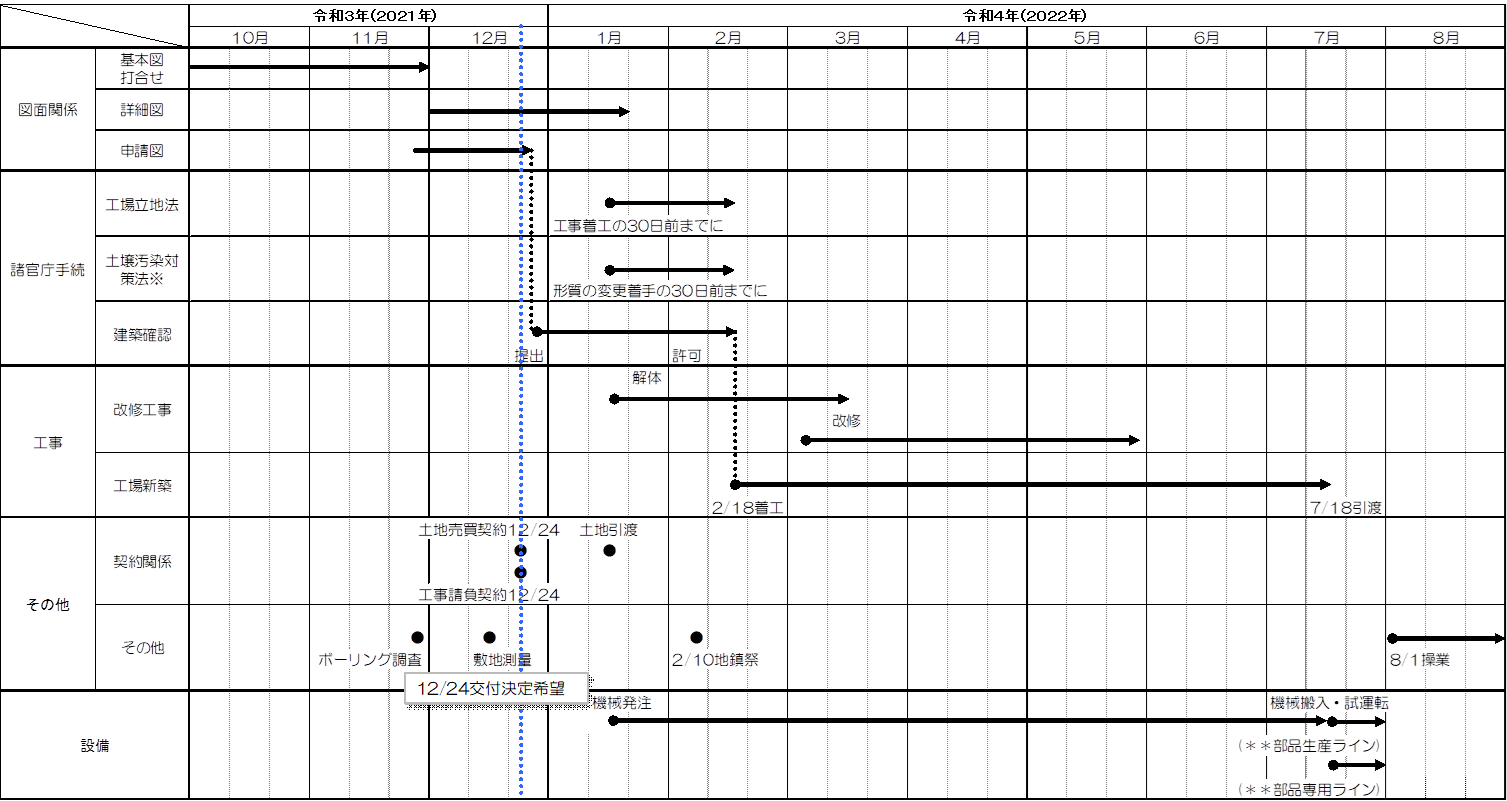 令和3年(2021年)
令和4年(2022年)
10月
11月
12月
1月
2月
3月
4月
5月
6月
7月
8月
図面関係
基本図
打合せ
詳細図
申請図
諸官庁手続
工場立地法
工事着工の30日前までに
土壌汚染対
策法※
形質の変更着手の30日前までに
建築確認
提出
許可
工事
改修工事
解体
改修
工場新築
2/18着工
7/18引渡
その他
契約関係
土地売買契約12/24
土地引渡
工事請負契約12/24
その他
ボーリング調査
敷地測量
2/10地鎮祭
8/1操業
12/24交付決定希望
設備
機械発注
機械搬入・試運転
(**部品生産ライン)
(**部品専用ライン)